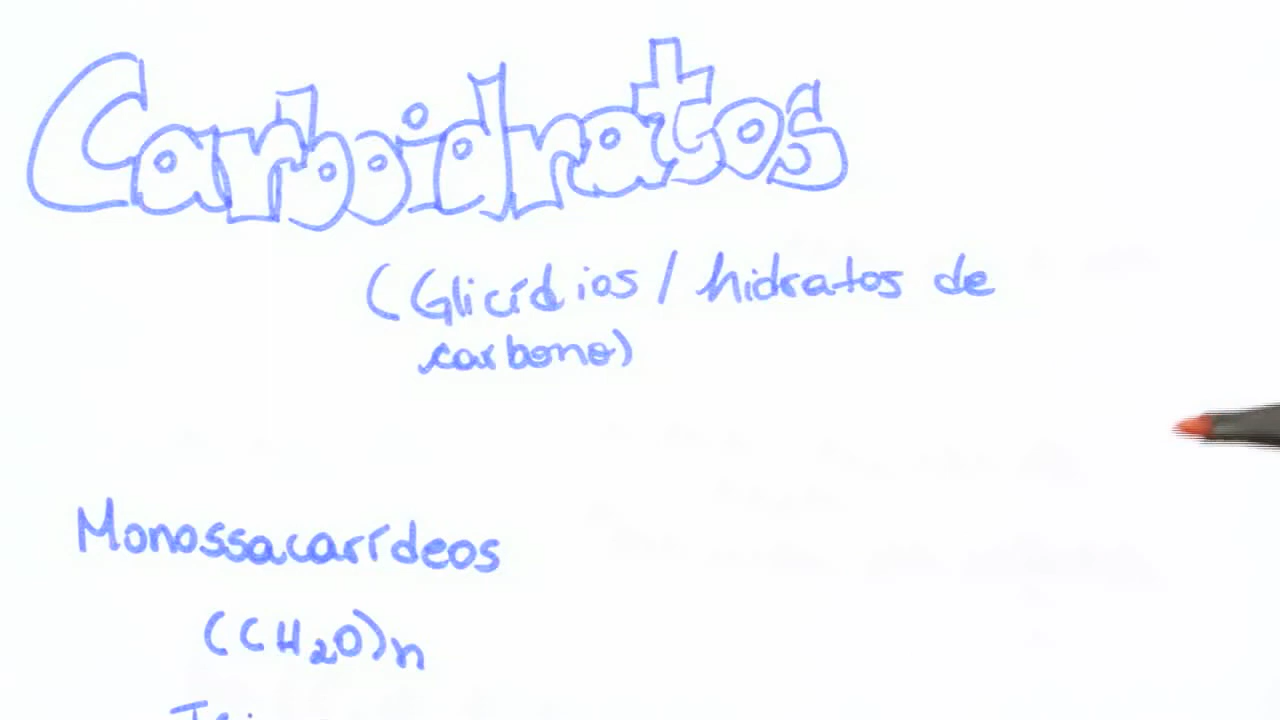 Carboidratos
(Glicídios / hidratos de
carbono)
Monossacarídeos
(CH₂O)n